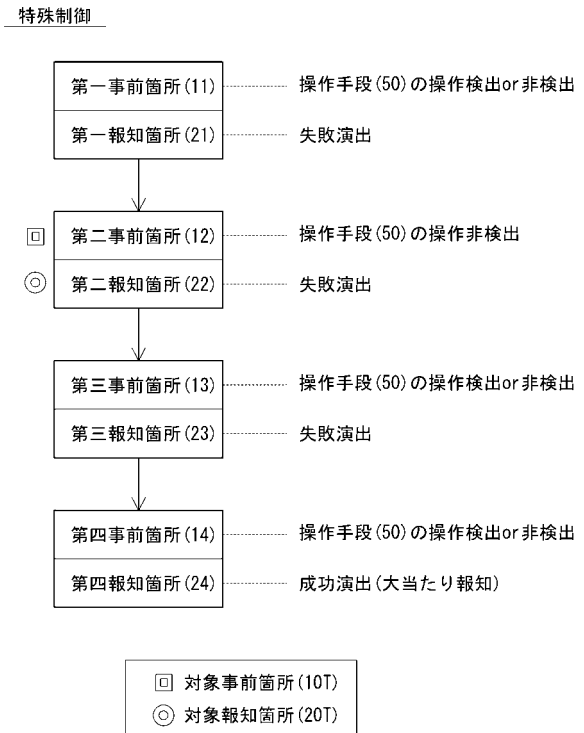 特殊制御
第一事前箇所(11) 操作手段(50)の操作検出or非検出
第一報知箇所(21) 失敗演出
第二事前箇所(12) 操作手段(50)の操作非検出
第二報知箇所(22) 失敗演出
第三事前箇所(13) 操作手段(50)の操作検出or非検出
第三報知箇所(23) 失敗演出
第四事前箇所(14) 操作手段(50)の操作検出or非検出
第四報知箇所(24) 成功演出(大当たり報知)
対象事前箇所(10T)
対象報知箇所(20T)